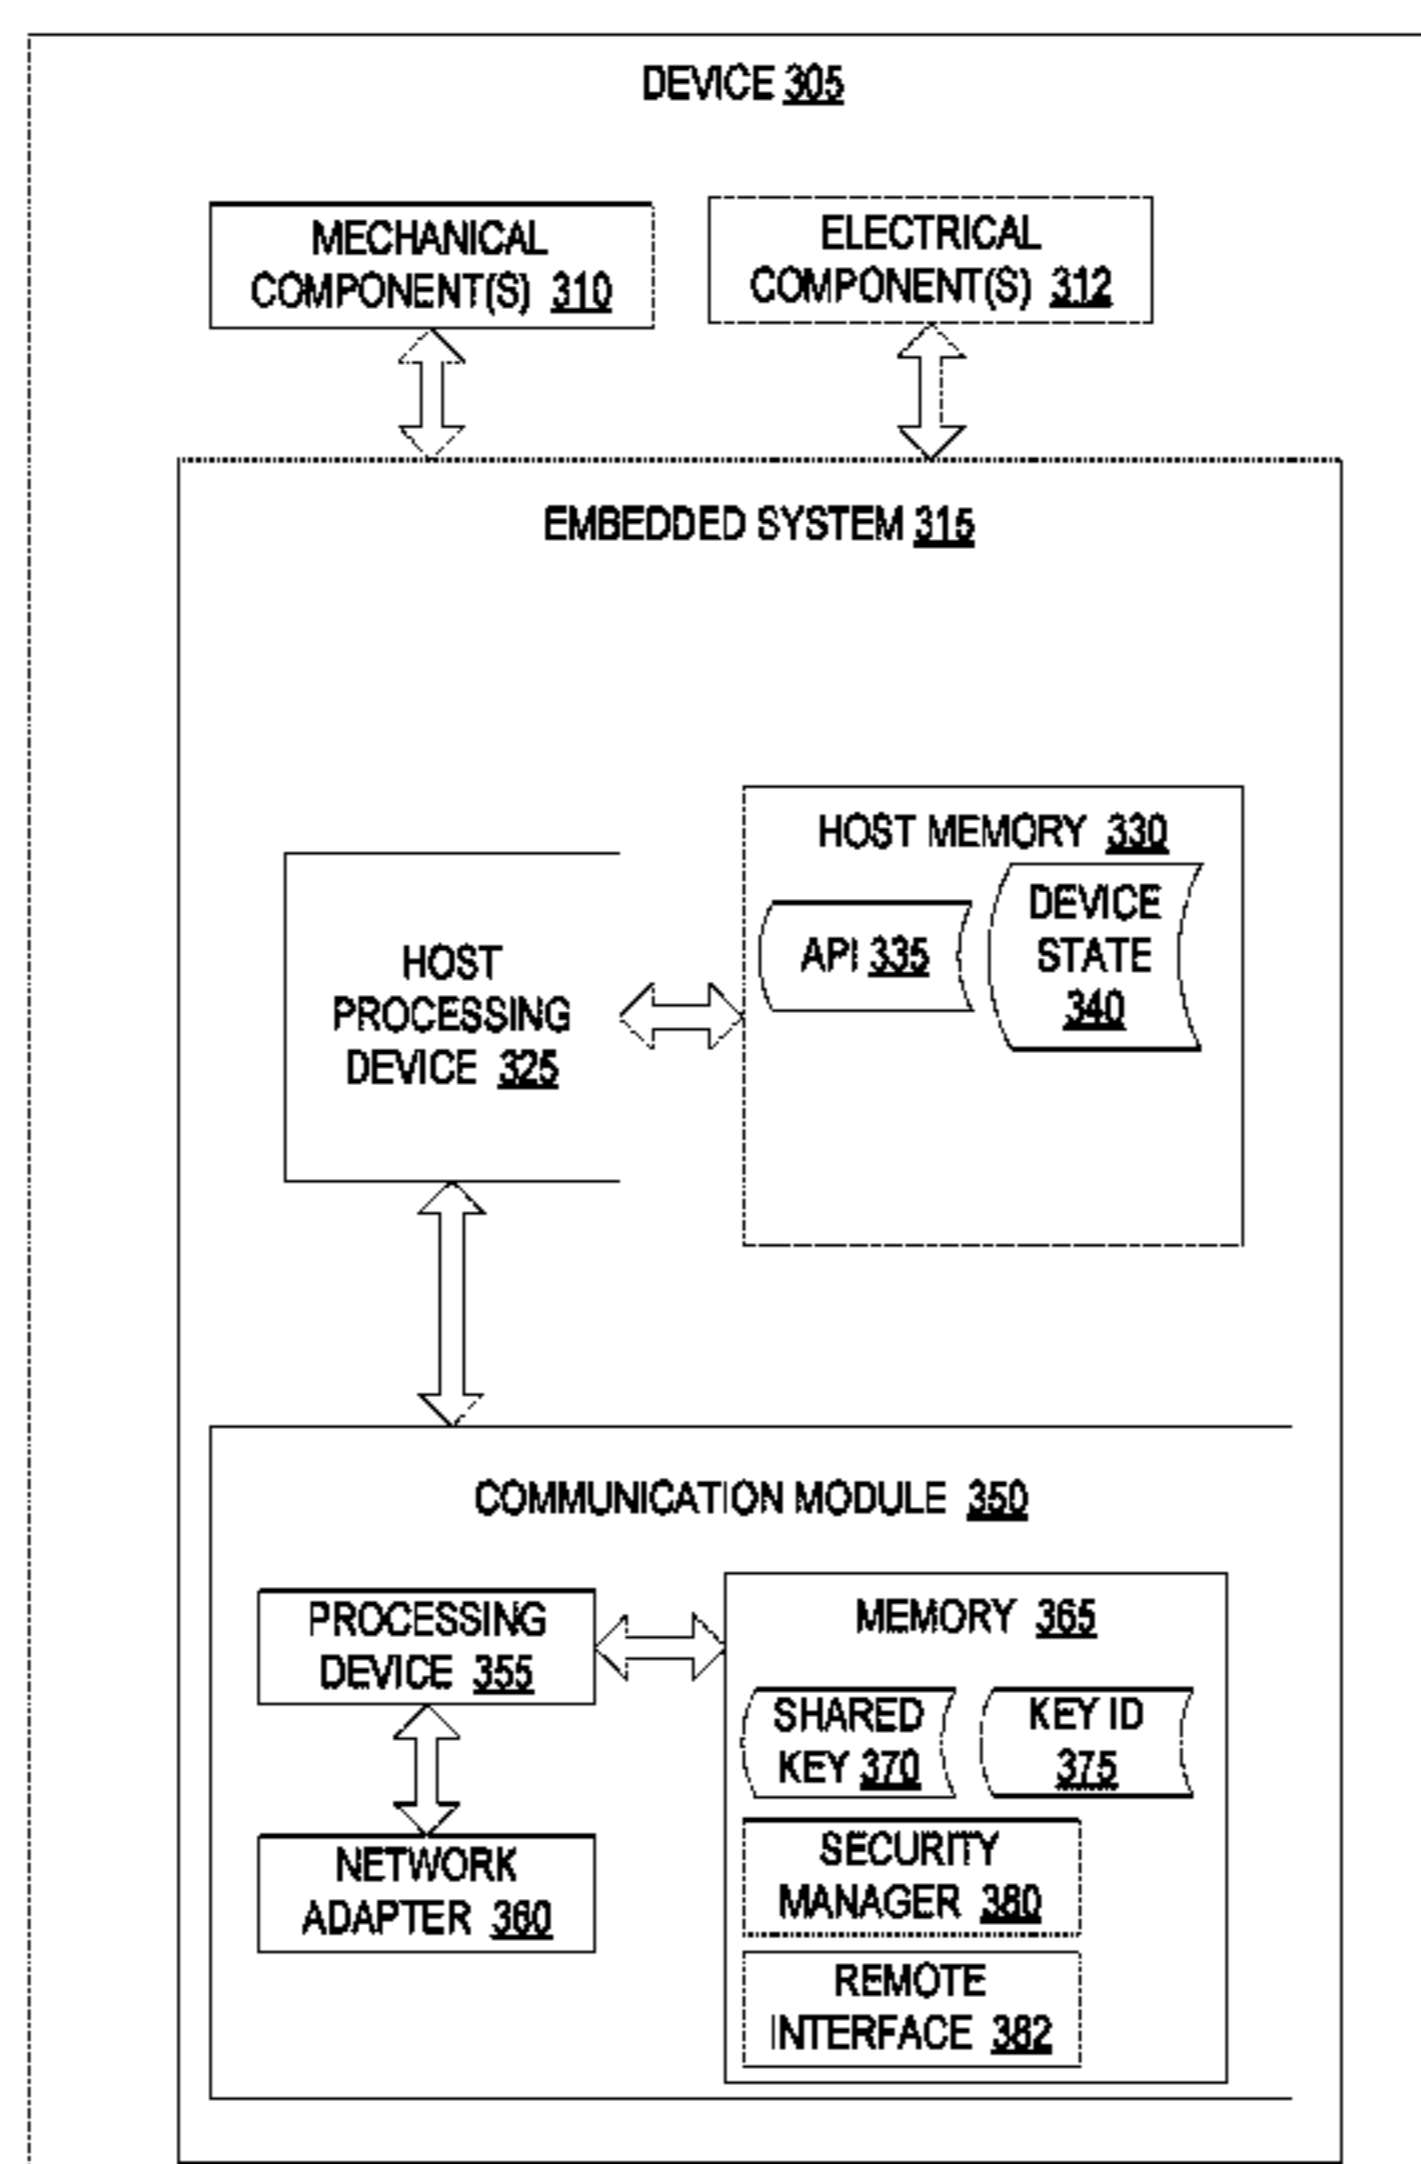 DEVICE 305
MECHANICAL
COMPONENT(S) 310
ELECTRICAL
COMPONENT(S) 312
EMBEDDED SYSTEM 315
HOST MEMORY 330
API 335
DEVICE
STATE
340
HOST
PROCESSING
DEVICE 325
COMMUNICATION MODULE 350
PROCESSING
DEVICE 355
MEMORY 365
SHARED
KEY 370
KEY ID
375
SECURITY
MANAGER 380
NETWORK
ADAPTER 360
REMOTE
INTERFACE 382